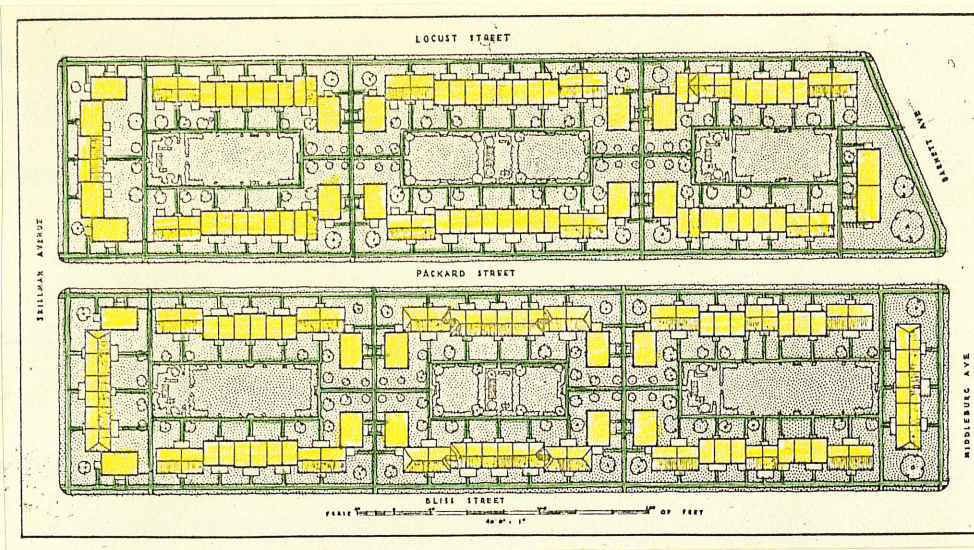 LOCUST STREET
BARNETT AVE
SKILLMAN AVENUE
PACKARD STREET
MIDDLEBURG AVE
BLISS STREET
SCALE OF FEET